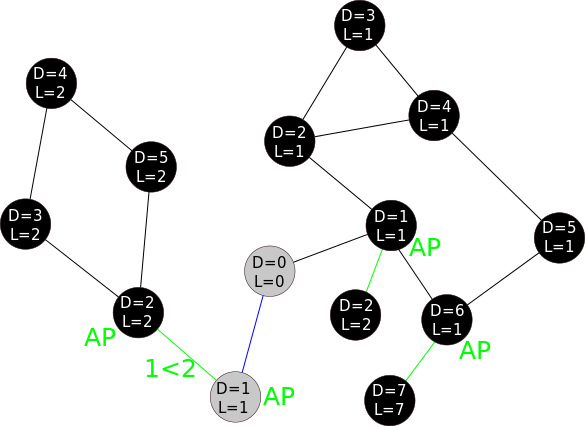 D=3
L=1
D=4
L=2
D=4
L=1
D=2
L=1
D=5
L=2
D=3
L=2
D=1
L=1
AP
D=5
L=1
D=0
L=0
D=2
L=2
AP
D=2
L=2
D=6
L=1
AP
1<2
D=1
L=1
AP
D=7
L=7